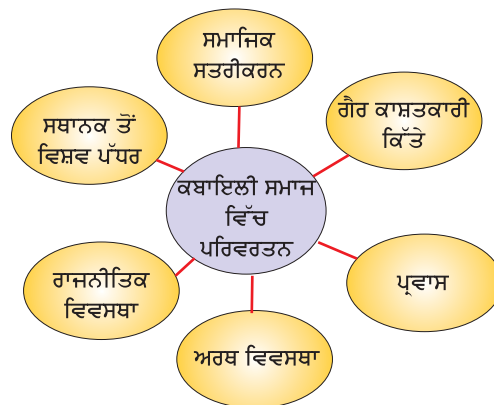 ਸਮਾਜਿਕ
ਸਤਰੀਕਰਨ
ਗੈਰ ਕਾਸ਼ਤਕਾਰੀ
ਕਿੱਤੇ
ਸਥਾਨਕ ਤੋਂ
ਵਿਸ਼ਵ ਪੱਧਰ
ਕਬਾਇਲੀ ਸਮਾਜ
ਵਿੱਚ
ਪਰਿਵਰਤਨ
ਰਾਜਨੀਤਿਕ
ਵਿਵਸਥਾ
ਪ੍ਰਵਾਸ
ਅਰਥ ਵਿਵਸਥਾ